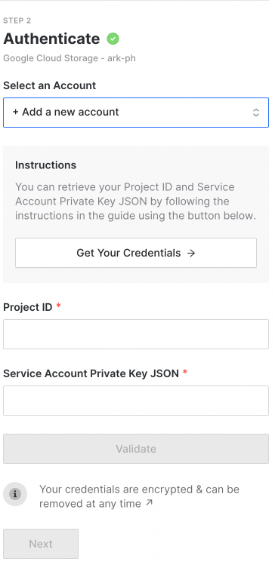 STEP 2
Authenticate
Google Cloud Storage - ark-ph
Select an Account
+ Add a new account
Instructions
You can retrieve your Project ID and Service
Account Private Key JSON by following the
instructions in the guide using the button below.
Get Your Credentials →
Project ID *
Service Account Private Key JSON *
Validate
Your credentials are encrypted & can be
removed at any time ↗
Next